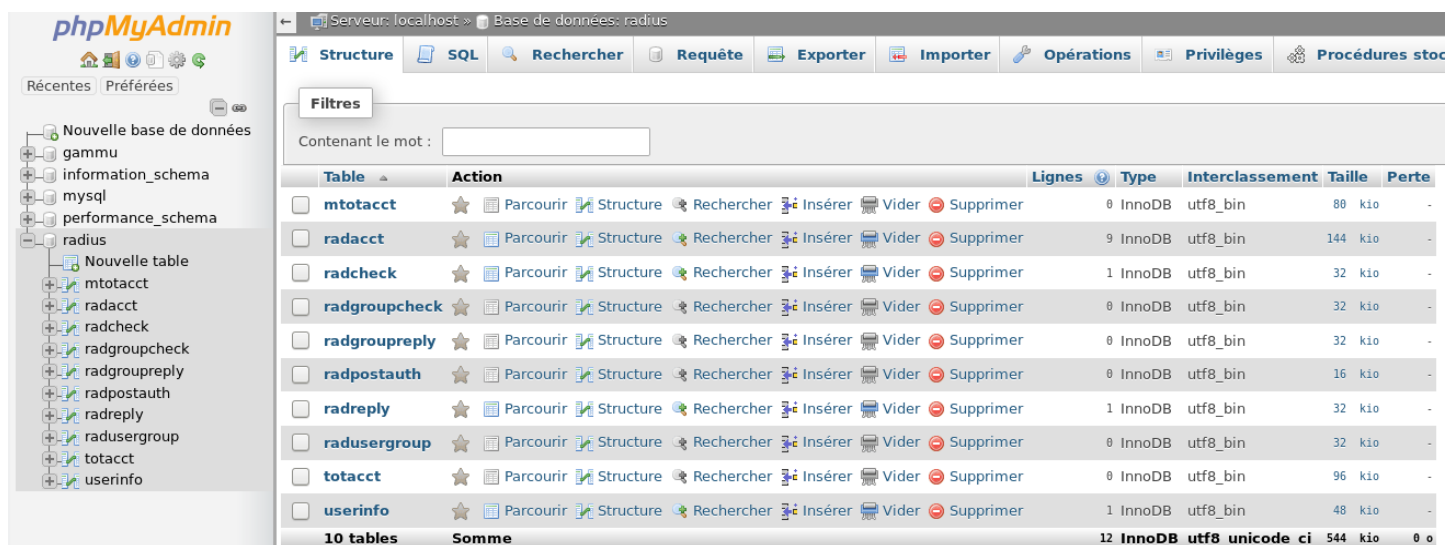 phpMyAdmin
Récentes Préférées
Nouvelle base de données
gammu
information_schema
mysql
performance_schema
radius
Nouvelle table
mtotacct
radacct
radcheck
radgroupcheck
radgroupreply
radpostauth
radreply
radusergroup
totacct
userinfo
Serveur: localhost » Base de données: radius
Structure SQL Rechercher Requête Exporter Importer Opérations Privilèges Procédures stoc
Filtres
Contenant le mot :
Table Action Lignes Type Interclassement Taille Perte
mtotacct Parcourir Structure Rechercher Insérer Vider Supprimer 0 InnoDB utf8_bin 80 kio -
radacct Parcourir Structure Rechercher Insérer Vider Supprimer 9 InnoDB utf8_bin 144 kio -
radcheck Parcourir Structure Rechercher Insérer Vider Supprimer 1 InnoDB utf8_bin 32 kio -
radgroupcheck Parcourir Structure Rechercher Insérer Vider Supprimer 0 InnoDB utf8_bin 32 kio -
radgroupreply Parcourir Structure Rechercher Insérer Vider Supprimer 0 InnoDB utf8_bin 32 kio -
radpostauth Parcourir Structure Rechercher Insérer Vider Supprimer 0 InnoDB utf8_bin 16 kio -
radreply Parcourir Structure Rechercher Insérer Vider Supprimer 1 InnoDB utf8_bin 32 kio -
radusergroup Parcourir Structure Rechercher Insérer Vider Supprimer 0 InnoDB utf8_bin 32 kio -
totacct Parcourir Structure Rechercher Insérer Vider Supprimer 0 InnoDB utf8_bin 96 kio -
userinfo Parcourir Structure Rechercher Insérer Vider Supprimer 1 InnoDB utf8_bin 48 kio -
10 tables Somme 12 InnoDB utf8_unicode_ci 544 kio 0 o